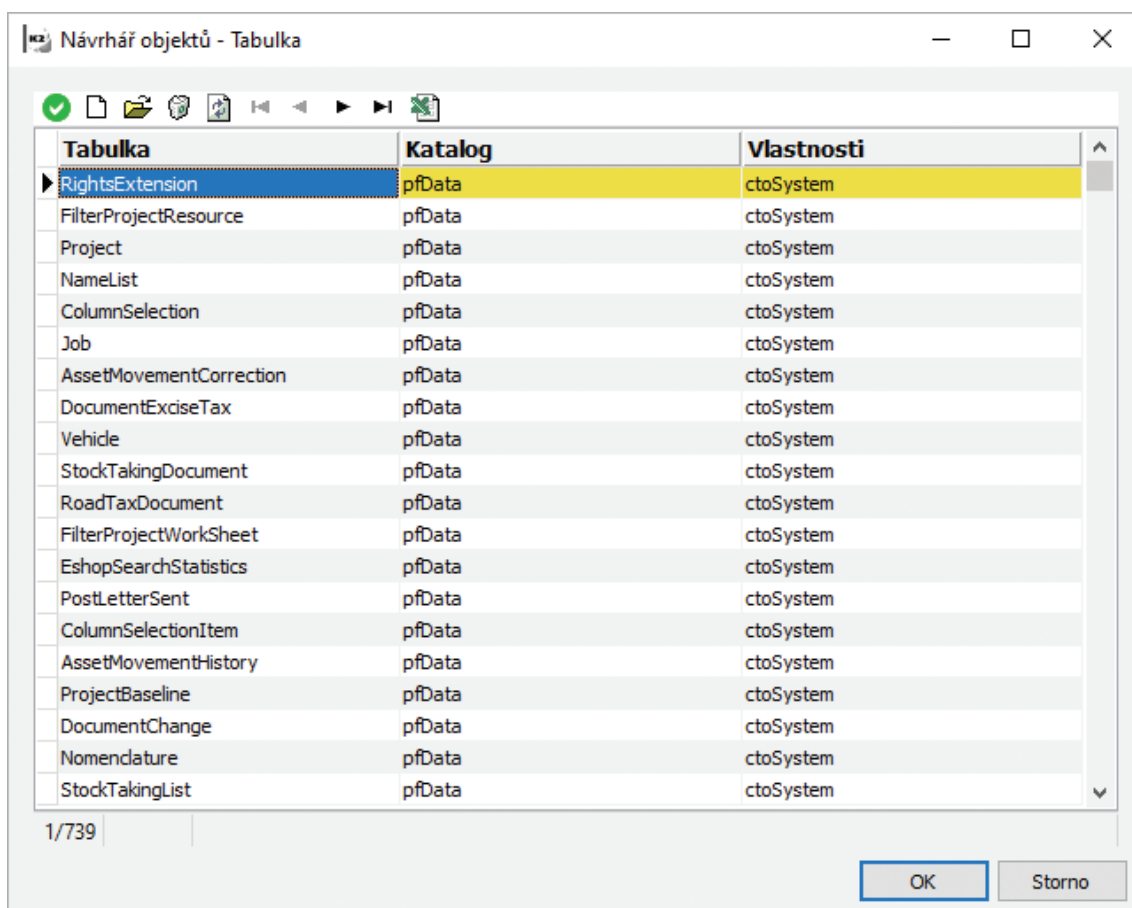 K2 Návrhář objektů - Tabulka
Tabulka Katalog Vlastnosti
RightsExtension pfData ctoSystem
FilterProjectResource pfData ctoSystem
Project pfData ctoSystem
NameList pfData ctoSystem
ColumnSelection pfData ctoSystem
Job pfData ctoSystem
AssetMovementCorrection pfData ctoSystem
DocumentExciseTax pfData ctoSystem
Vehicle pfData ctoSystem
StockTakingDocument pfData ctoSystem
RoadTaxDocument pfData ctoSystem
FilterProjectWorkSheet pfData ctoSystem
EshopSearchStatistics pfData ctoSystem
PostLetterSent pfData ctoSystem
ColumnSelectionItem pfData ctoSystem
AssetMovementHistory pfData ctoSystem
ProjectBaseline pfData ctoSystem
DocumentChange pfData ctoSystem
Nomenclature pfData ctoSystem
StockTakingList pfData ctoSystem
1/739
OK Storno